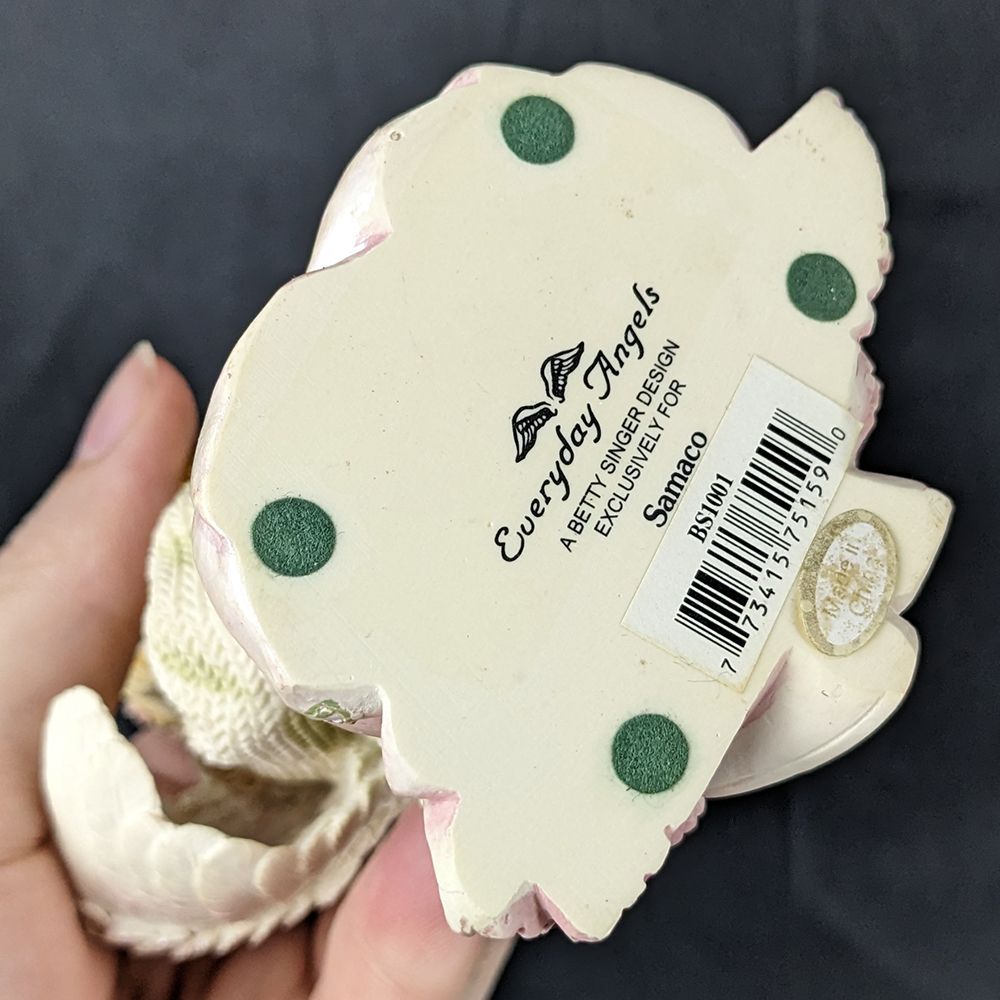 Everyday Angels
A BETTY SINGER DESIGN
EXCLUSIVELY FOR
Samaco
BS1001
7 73415 75159 0
Made in
China